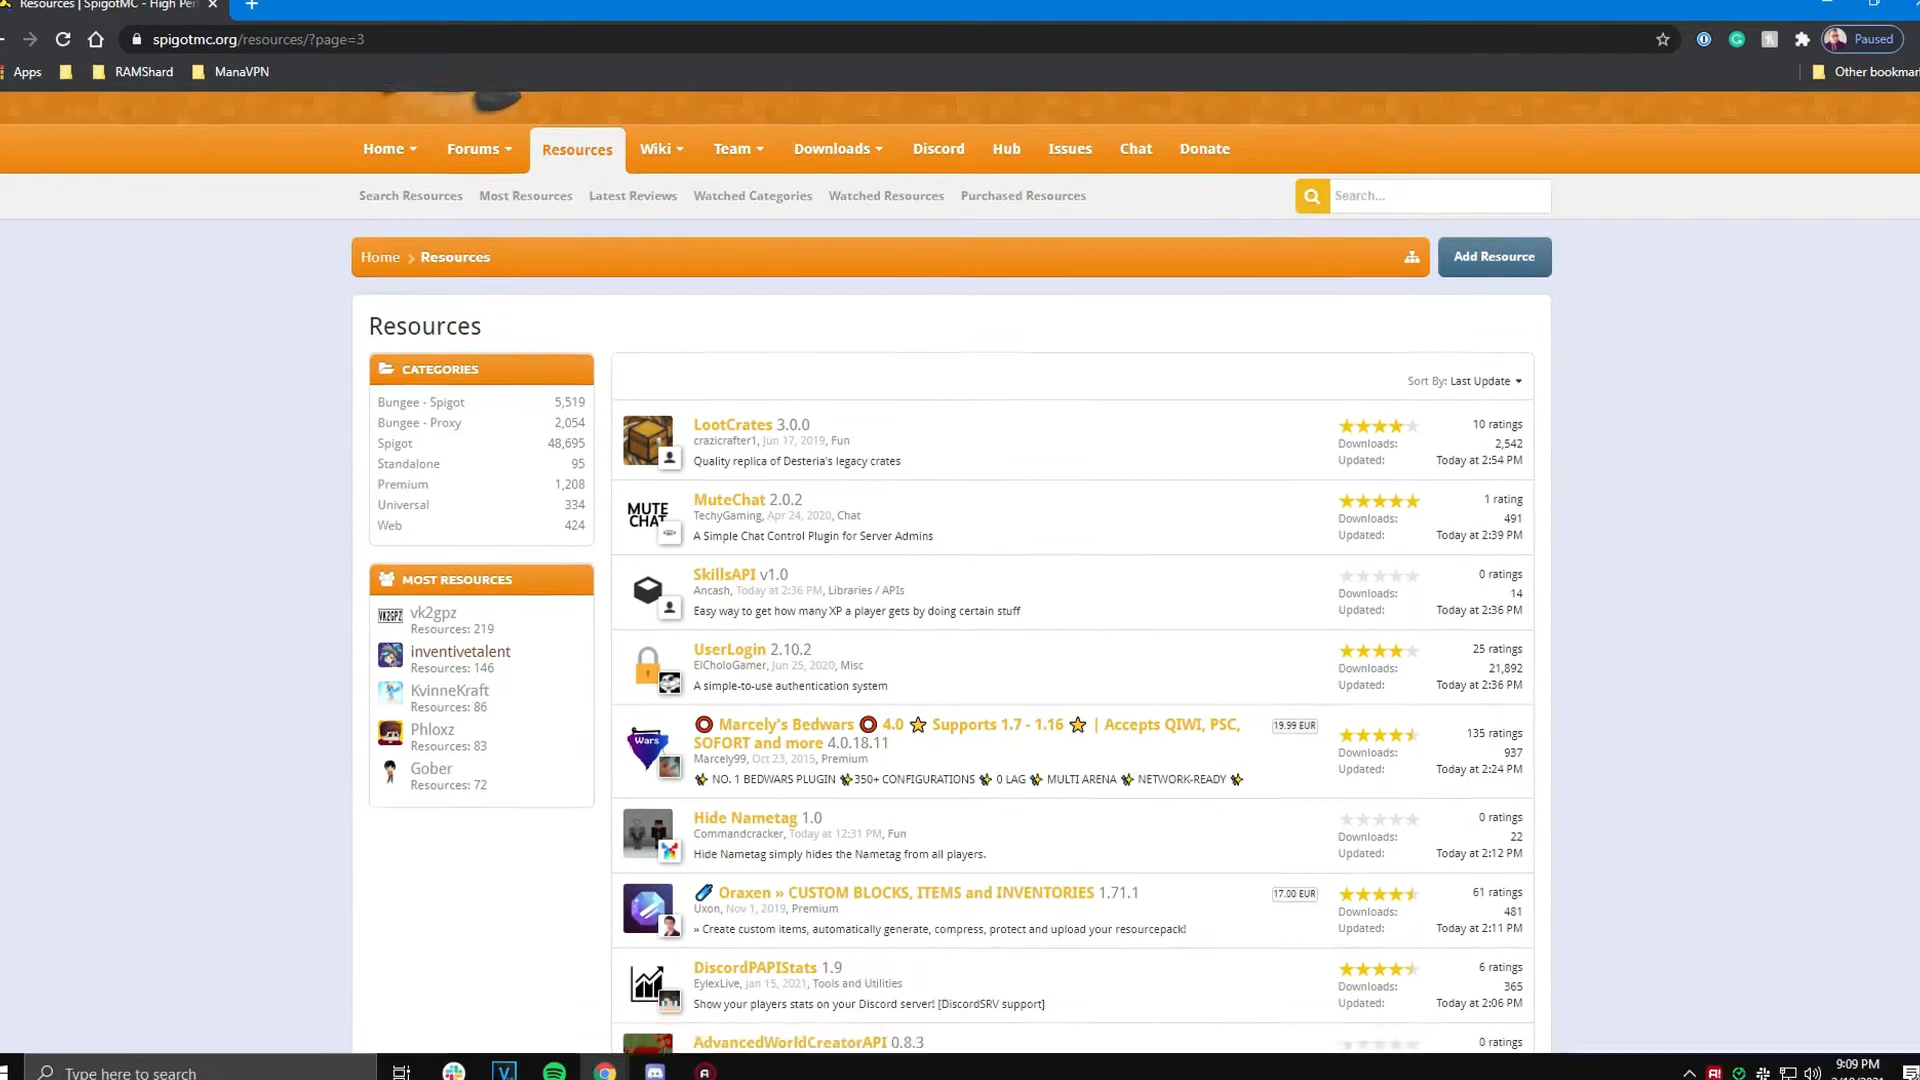 Resources | SpigotMC - High Per
spigotmc.org/resources/?page=3
Paused
Apps
RAMShard
ManaVPN
Other bookmar
Home
Forums
Resources
Wiki
Team
Downloads
Discord
Hub
Issues
Chat
Donate
Search Resources
Most Resources
Latest Reviews
Watched Categories
Watched Resources
Purchased Resources
Search...
Home
Resources
Add Resource
Resources
CATEGORIES
Bungee - Spigot 5,519
Bungee - Proxy 2,054
Spigot 48,695
Standalone 95
Premium 1,208
Universal 334
Web 424
MOST RESOURCES
VK2GPZ
vk2gpz
Resources: 219
inventivetalent
Resources: 146
KvinneKraft
Resources: 86
Phloxz
Resources: 83
Gober
Resources: 72
Sort By: Last Update
LootCrates 3.0.0
crazicrafter1, Jun 17, 2019, Fun
Quality replica of Desteria's legacy crates
10 ratings
Downloads: 2,542
Updated: Today at 2:54 PM
MUTE
CHAT
MuteChat 2.0.2
TechyGaming, Apr 24, 2020, Chat
A Simple Chat Control Plugin for Server Admins
1 rating
Downloads: 491
Updated: Today at 2:39 PM
SkillsAPI v1.0
Ancash, Today at 2:36 PM, Libraries / APIs
Easy way to get how many XP a player gets by doing certain stuff
0 ratings
Downloads: 14
Updated: Today at 2:36 PM
UserLogin 2.10.2
ElCholoGamer, Jun 25, 2020, Misc
A simple-to-use authentication system
25 ratings
Downloads: 21,892
Updated: Today at 2:36 PM
Wars
⭕ Marcely's Bedwars ⭕ 4.0 ⭐ Supports 1.7 - 1.16 ⭐ | Accepts QIWI, PSC,
SOFORT and more 4.0.18.11
Marcely99, Oct 23, 2015, Premium
✨ NO. 1 BEDWARS PLUGIN ✨350+ CONFIGURATIONS ✨ 0 LAG ✨ MULTI ARENA ✨ NETWORK-READY ✨
19.99 EUR
135 ratings
Downloads: 937
Updated: Today at 2:24 PM
Hide Nametag 1.0
Commandcracker, Today at 12:31 PM, Fun
Hide Nametag simply hides the Nametag from all players.
0 ratings
Downloads: 22
Updated: Today at 2:12 PM
Oraxen » CUSTOM BLOCKS, ITEMS and INVENTORIES 1.71.1
Uxon, Nov 1, 2019, Premium
» Create custom items, automatically generate, compress, protect and upload your resourcepack!
17.00 EUR
61 ratings
Downloads: 481
Updated: Today at 2:11 PM
DiscordPAPIStats 1.9
EylexLive, Jan 15, 2021, Tools and Utilities
Show your players stats on your Discord server! [DiscordSRV support]
6 ratings
Downloads: 365
Updated: Today at 2:06 PM
AdvancedWorldCreatorAPI 0.8.3
0 ratings
Type here to search
9:09 PM